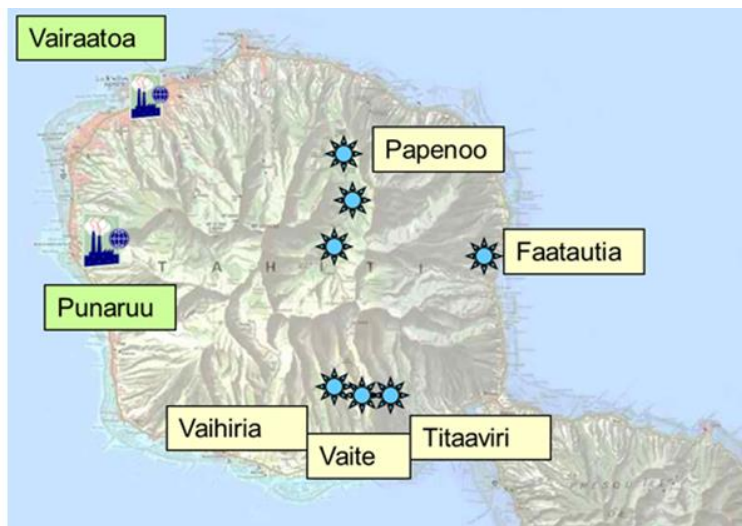 Vairaatoa
Papenoo
Faatautia
TAHITI
Punaruu
Vaihiria
Vaite
Titaaviri